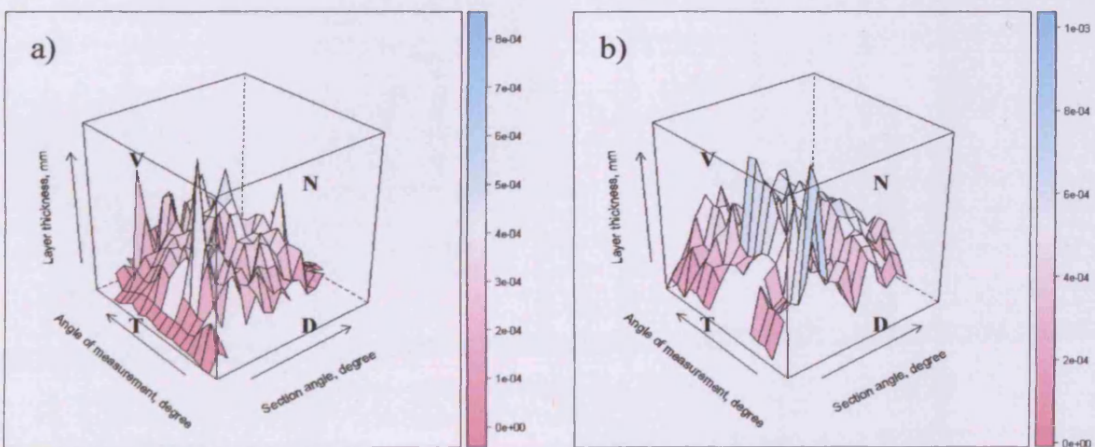 a)
V
N
T
D
Layer thickness, mm
Angle of measurement, degree
Section angle, degree
8e-04
7e-04
6e-04
5e-04
4e-04
3e-04
2e-04
1e-04
0e+00
b)
V
N
T
D
Layer thickness, mm
Angle of measurement, degree
Section angle, degree
1e-03
8e-04
6e-04
4e-04
2e-04
0e+00